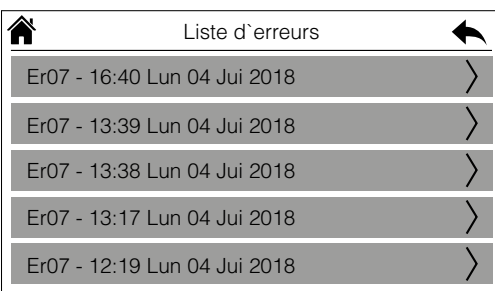 Liste d`erreurs
Er07 - 16:40 Lun 04 Jui 2018
Er07 - 13:39 Lun 04 Jui 2018
Er07 - 13:38 Lun 04 Jui 2018
Er07 - 13:17 Lun 04 Jui 2018
Er07 - 12:19 Lun 04 Jui 2018